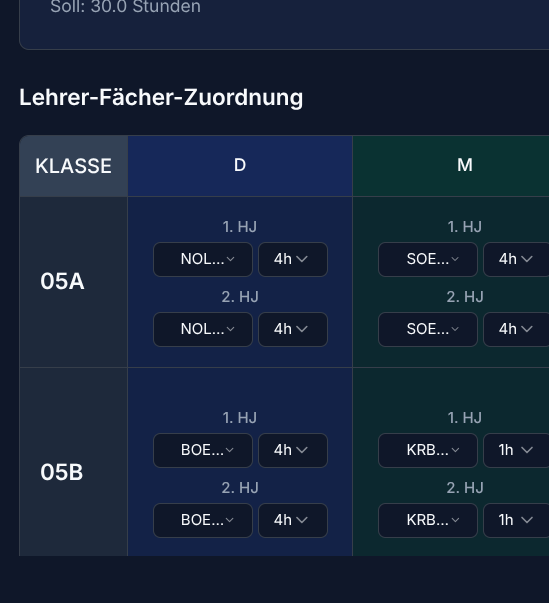 Soll: 30.0 Stunden
Lehrer-Fächer-Zuordnung
KLASSE D M
1. HJ 1. HJ
NOL... 4h SOE... 4h
05A
2. HJ 2. HJ
NOL... 4h SOE... 4h
1. HJ 1. HJ
BOE... 4h KRB... 1h
05B
2. HJ 2. HJ
BOE... 4h KRB... 1h